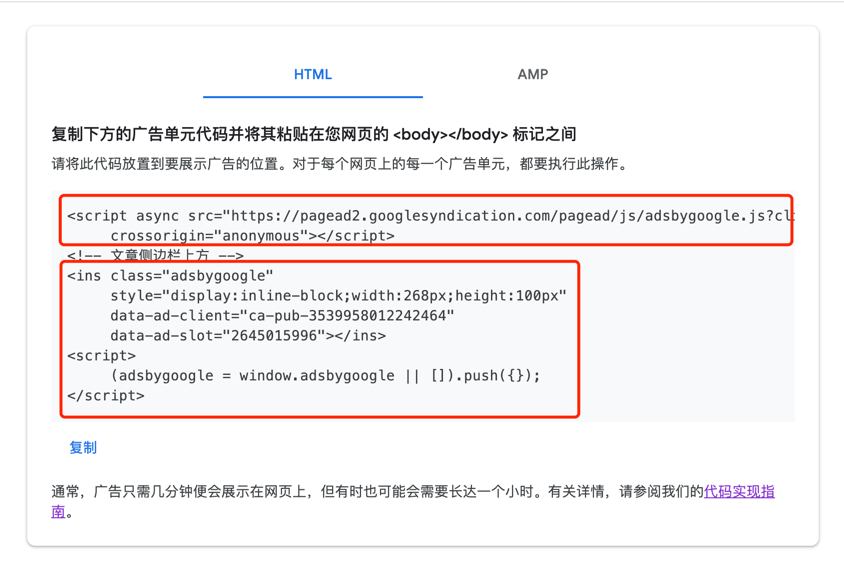 HTML
AMP
复制下方的广告单元代码并将其粘贴在您网页的 <body></body> 标记之间
请将此代码放置到要展示广告的位置。对于每个网页上的每一个广告单元，都要执行此操作。
<script async src="https://pagead2.googlesyndication.com/pagead/js/adsbygoogle.js?cl
crossorigin="anonymous"></script>
<!-- 文章侧边栏上方 -->
<ins class="adsbygoogle"
style="display:inline-block;width:268px;height:100px"
data-ad-client="ca-pub-3539958012242464"
data-ad-slot="2645015996"></ins>
<script>
(adsbygoogle = window.adsbygoogle || []).push({});
</script>
复制
通常，广告只需几分钟便会展示在网页上，但有时也可能会需要长达一个小时。有关详情，请参阅我们的代码实现指
南。